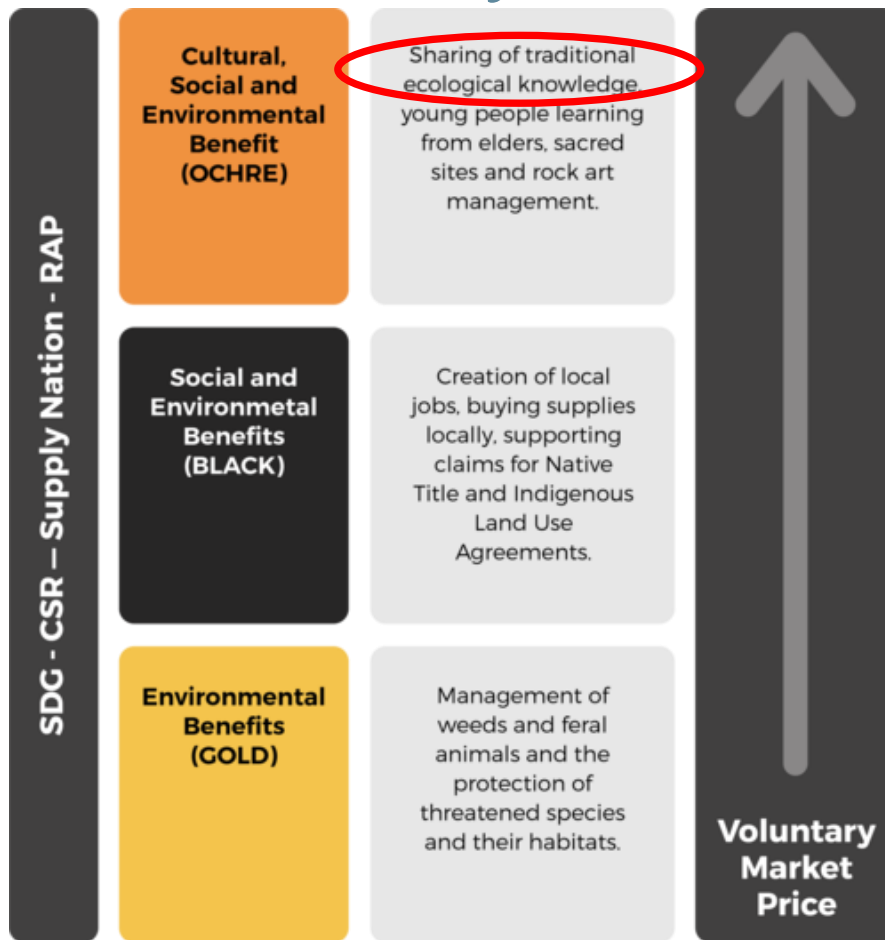 SDG - CSR – Supply Nation - RAP
Cultural,
Social and
Environmental
Benefit
(OCHRE)
Sharing of traditional
ecological knowledge,
young people learning
from elders, sacred
sites and rock art
management.
Social and
Environmetal
Benefits
(BLACK)
Creation of local
jobs, buying supplies
locally, supporting
claims for Native
Title and Indigenous
Land Use
Agreements.
Environmental
Benefits
(GOLD)
Management of
weeds and feral
animals and the
protection of
threatened species
and their habitats.
Voluntary
Market
Price